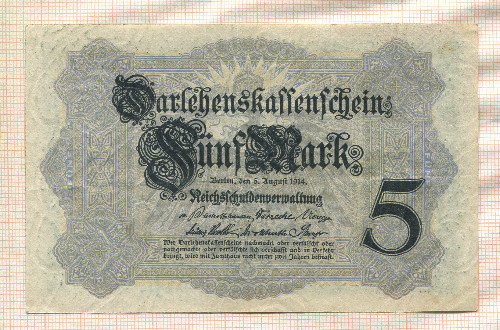 Darlehenskassenschein
Fünf Mark
Berlin, den 5. August 1914.
Reichsschuldenverwaltung
5
Wer Darlehenskassenscheine nachmacht oder verfälscht oder
nachgemachte oder verfälschte sich verschafft und in Verkehr
bringt, wird mit Zuchthaus nicht unter zwei Jahren bestraft.